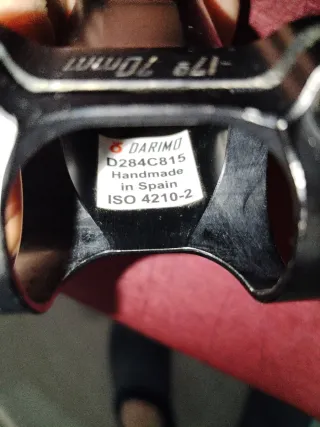 -17º 70mm
DARIMO
D284C815
Handmade
in Spain
ISO 4210-2